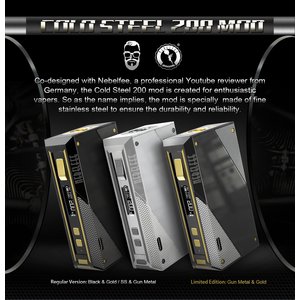 COLD STEEL 200 MOD
Co-designed with Nebelfee, a professional Youtube reviewer from
Germany, the Cold Steel 200 mod is created for enthusiastic
vapers. So as the name implies, the mod is specially made of fine
stainless steel to ensure the durability and reliability.
Regular Version: Black & Gold / SS & Gun Metal
Limited Edition: Gun Metal & Gold